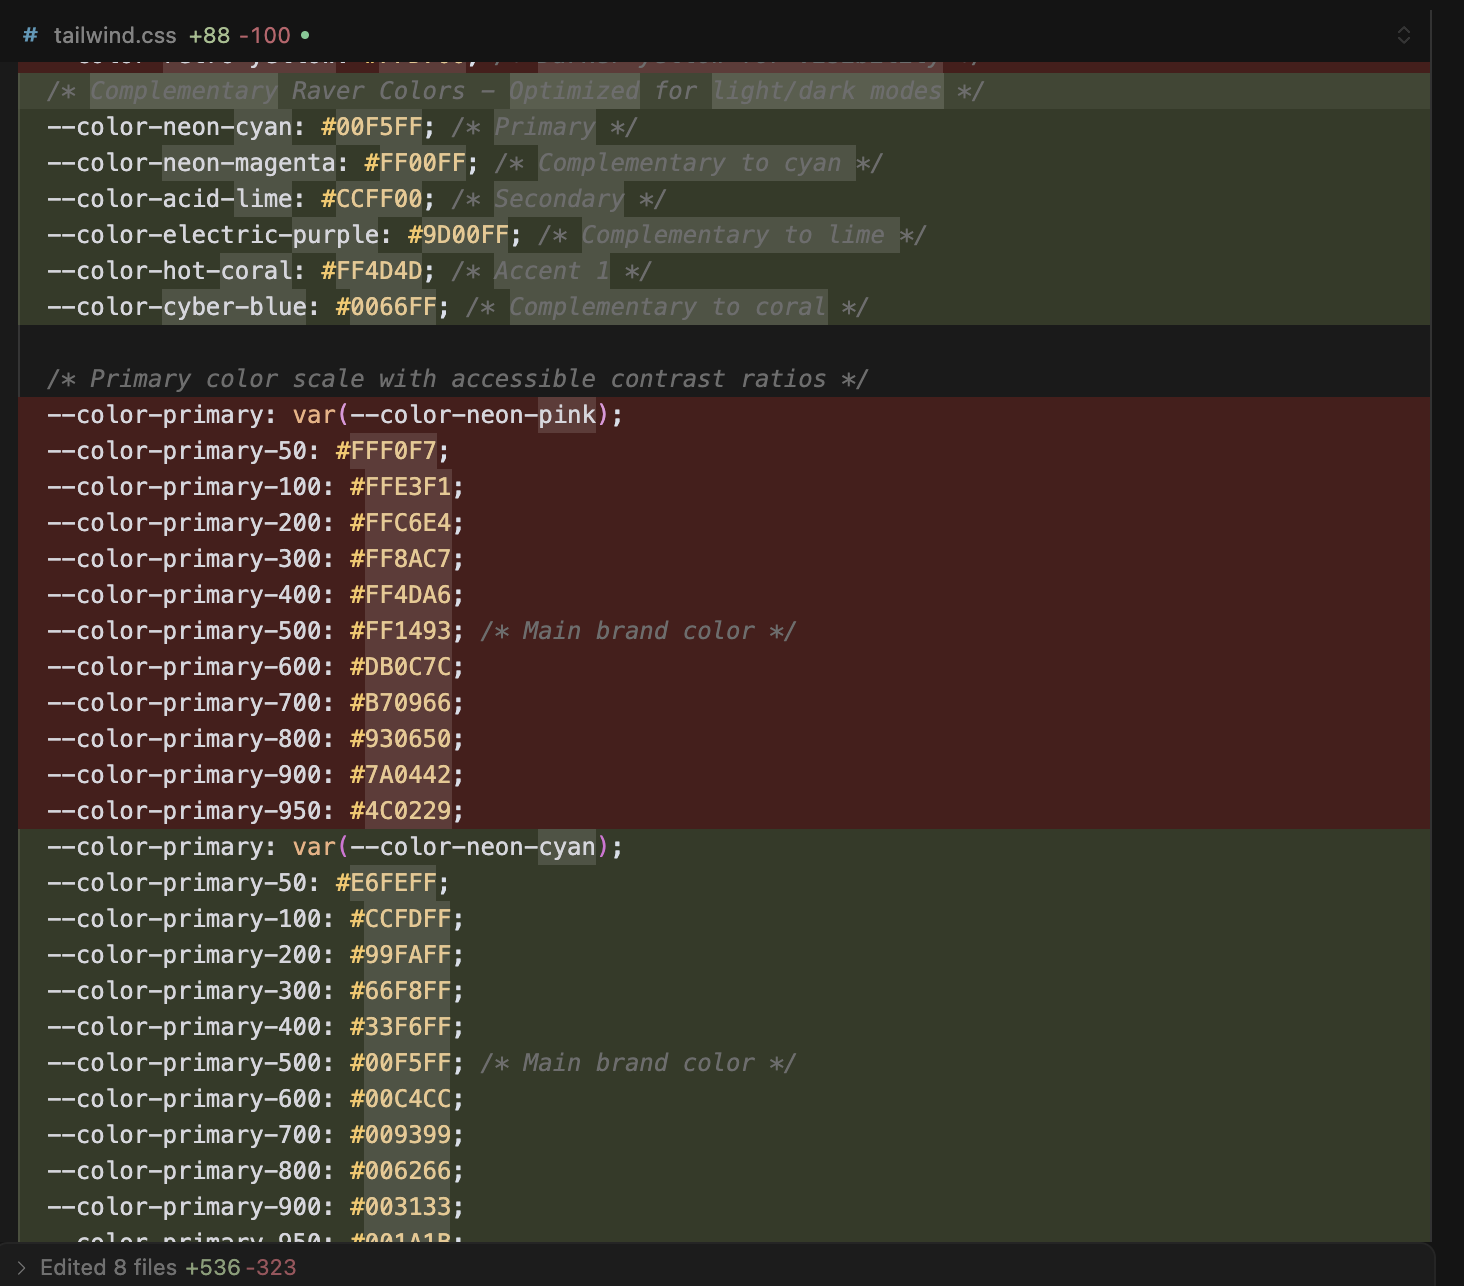 # tailwind.css +88 -100
/* Complementary Raver Colors – Optimized for light/dark modes */
--color-neon-cyan: #00F5FF; /* Primary */
--color-neon-magenta: #FF00FF; /* Complementary to cyan */
--color-acid-lime: #CCFF00; /* Secondary */
--color-electric-purple: #9D00FF; /* Complementary to lime */
--color-hot-coral: #FF4D4D; /* Accent 1 */
--color-cyber-blue: #0066FF; /* Complementary to coral */
/* Primary color scale with accessible contrast ratios */
--color-primary: var(--color-neon-pink);
--color-primary-50: #FFF0F7;
--color-primary-100: #FFE3F1;
--color-primary-200: #FFC6E4;
--color-primary-300: #FF8AC7;
--color-primary-400: #FF4DA6;
--color-primary-500: #FF1493; /* Main brand color */
--color-primary-600: #DB0C7C;
--color-primary-700: #B70966;
--color-primary-800: #930650;
--color-primary-900: #7A0442;
--color-primary-950: #4C0229;
--color-primary: var(--color-neon-cyan);
--color-primary-50: #E6FEFF;
--color-primary-100: #CCFDFF;
--color-primary-200: #99FAFF;
--color-primary-300: #66F8FF;
--color-primary-400: #33F6FF;
--color-primary-500: #00F5FF; /* Main brand color */
--color-primary-600: #00C4CC;
--color-primary-700: #009399;
--color-primary-800: #006266;
--color-primary-900: #003133;
--color-primary-950: #001A1B;
Edited 8 files +536 -323